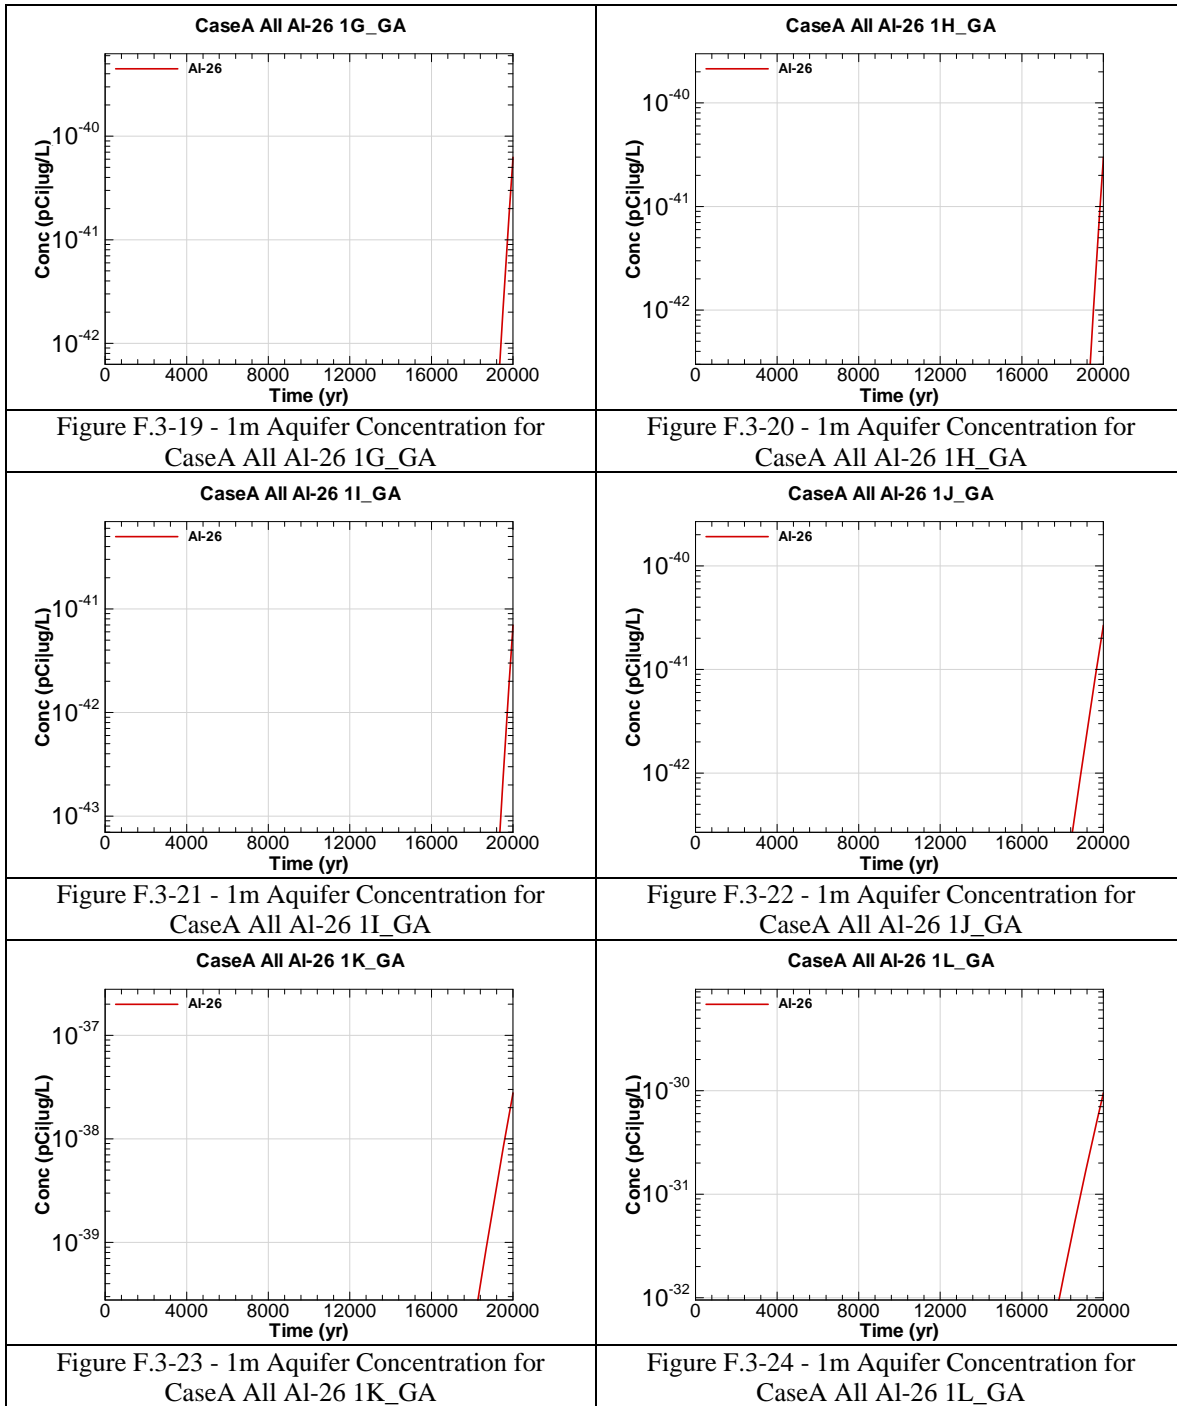 CaseA All Al-26 1G_GA
Al-26
10-40
10-41
10-42
Conc (pCi|ug/L)
0 4000 8000 12000 16000 20000
Time (yr)
Figure F.3-19 - 1m Aquifer Concentration for
CaseA All Al-26 1G_GA
CaseA All Al-26 1H_GA
Al-26
10-40
10-41
10-42
Conc (pCi|ug/L)
0 4000 8000 12000 16000 20000
Time (yr)
Figure F.3-20 - 1m Aquifer Concentration for
CaseA All Al-26 1H_GA
CaseA All Al-26 1I_GA
Al-26
10-41
10-42
10-43
Conc (pCi|ug/L)
0 4000 8000 12000 16000 20000
Time (yr)
Figure F.3-21 - 1m Aquifer Concentration for
CaseA All Al-26 1I_GA
CaseA All Al-26 1J_GA
Al-26
10-40
10-41
10-42
Conc (pCi|ug/L)
0 4000 8000 12000 16000 20000
Time (yr)
Figure F.3-22 - 1m Aquifer Concentration for
CaseA All Al-26 1J_GA
CaseA All Al-26 1K_GA
Al-26
10-37
10-38
10-39
Conc (pCi|ug/L)
0 4000 8000 12000 16000 20000
Time (yr)
Figure F.3-23 - 1m Aquifer Concentration for
CaseA All Al-26 1K_GA
CaseA All Al-26 1L_GA
Al-26
10-30
10-31
10-32
Conc (pCi|ug/L)
0 4000 8000 12000 16000 20000
Time (yr)
Figure F.3-24 - 1m Aquifer Concentration for
CaseA All Al-26 1L_GA